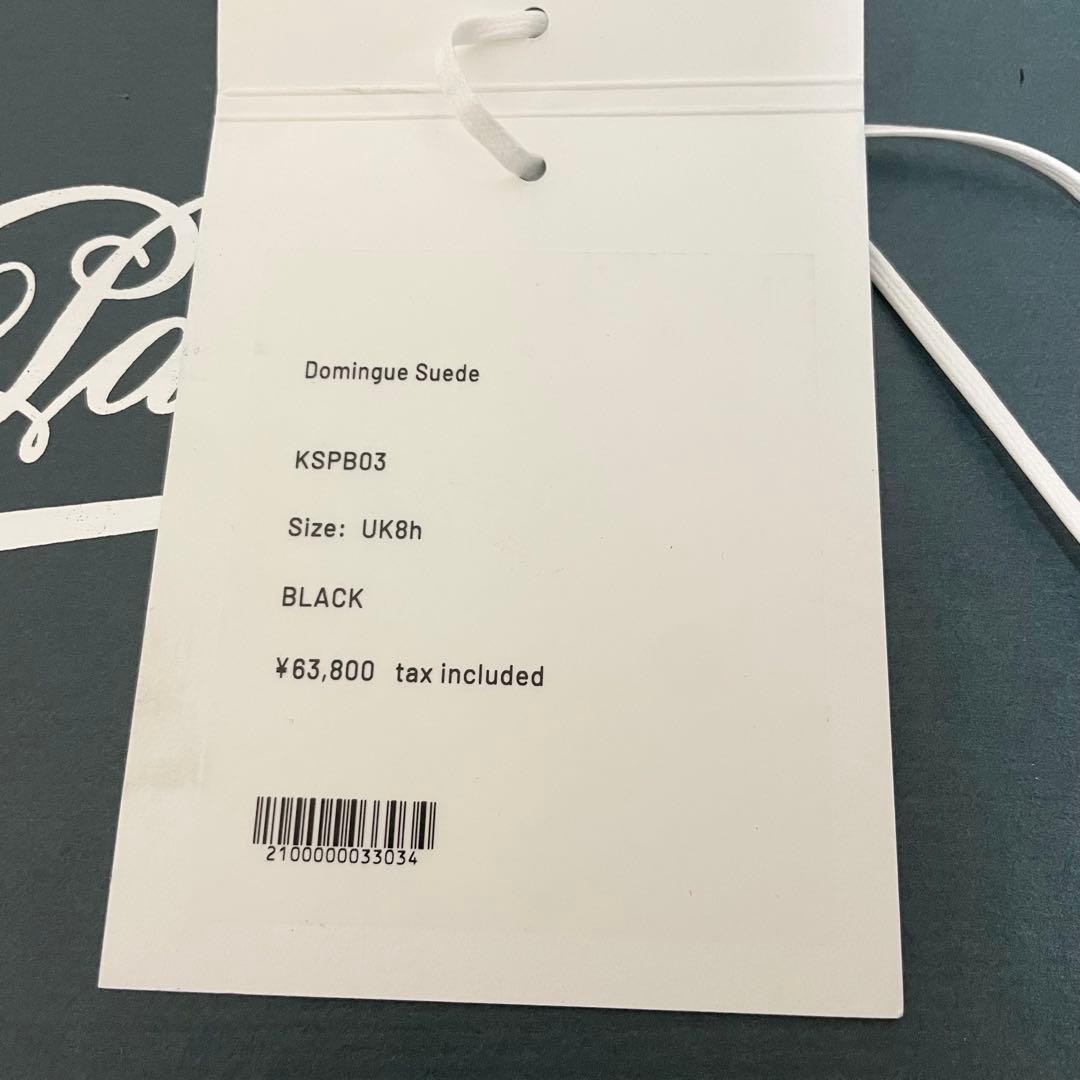 Domingue Suede
KSPB03
Size: UK8h
BLACK
¥63,800 tax included
2100000033034